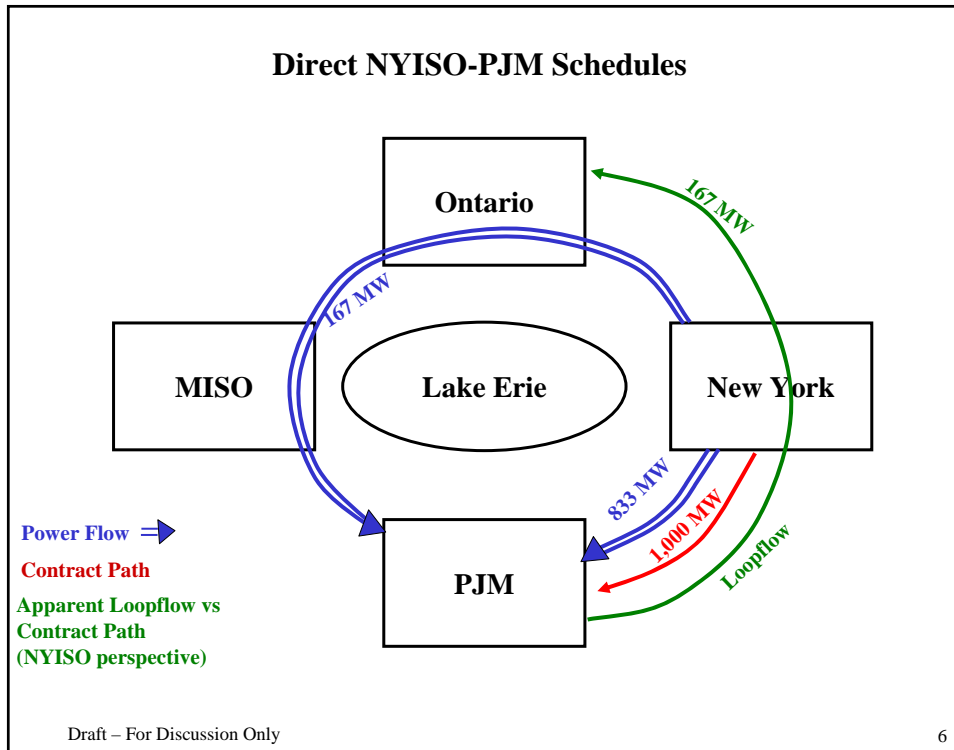 Direct NYISO-PJM Schedules
Ontario
167 MW
167 MW
MISO
Lake Erie
New York
833 MW
1,000 MW
Loopflow
PJM
Power Flow
Contract Path
Apparent Loopflow vs
Contract Path
(NYISO perspective)
Draft – For Discussion Only
6